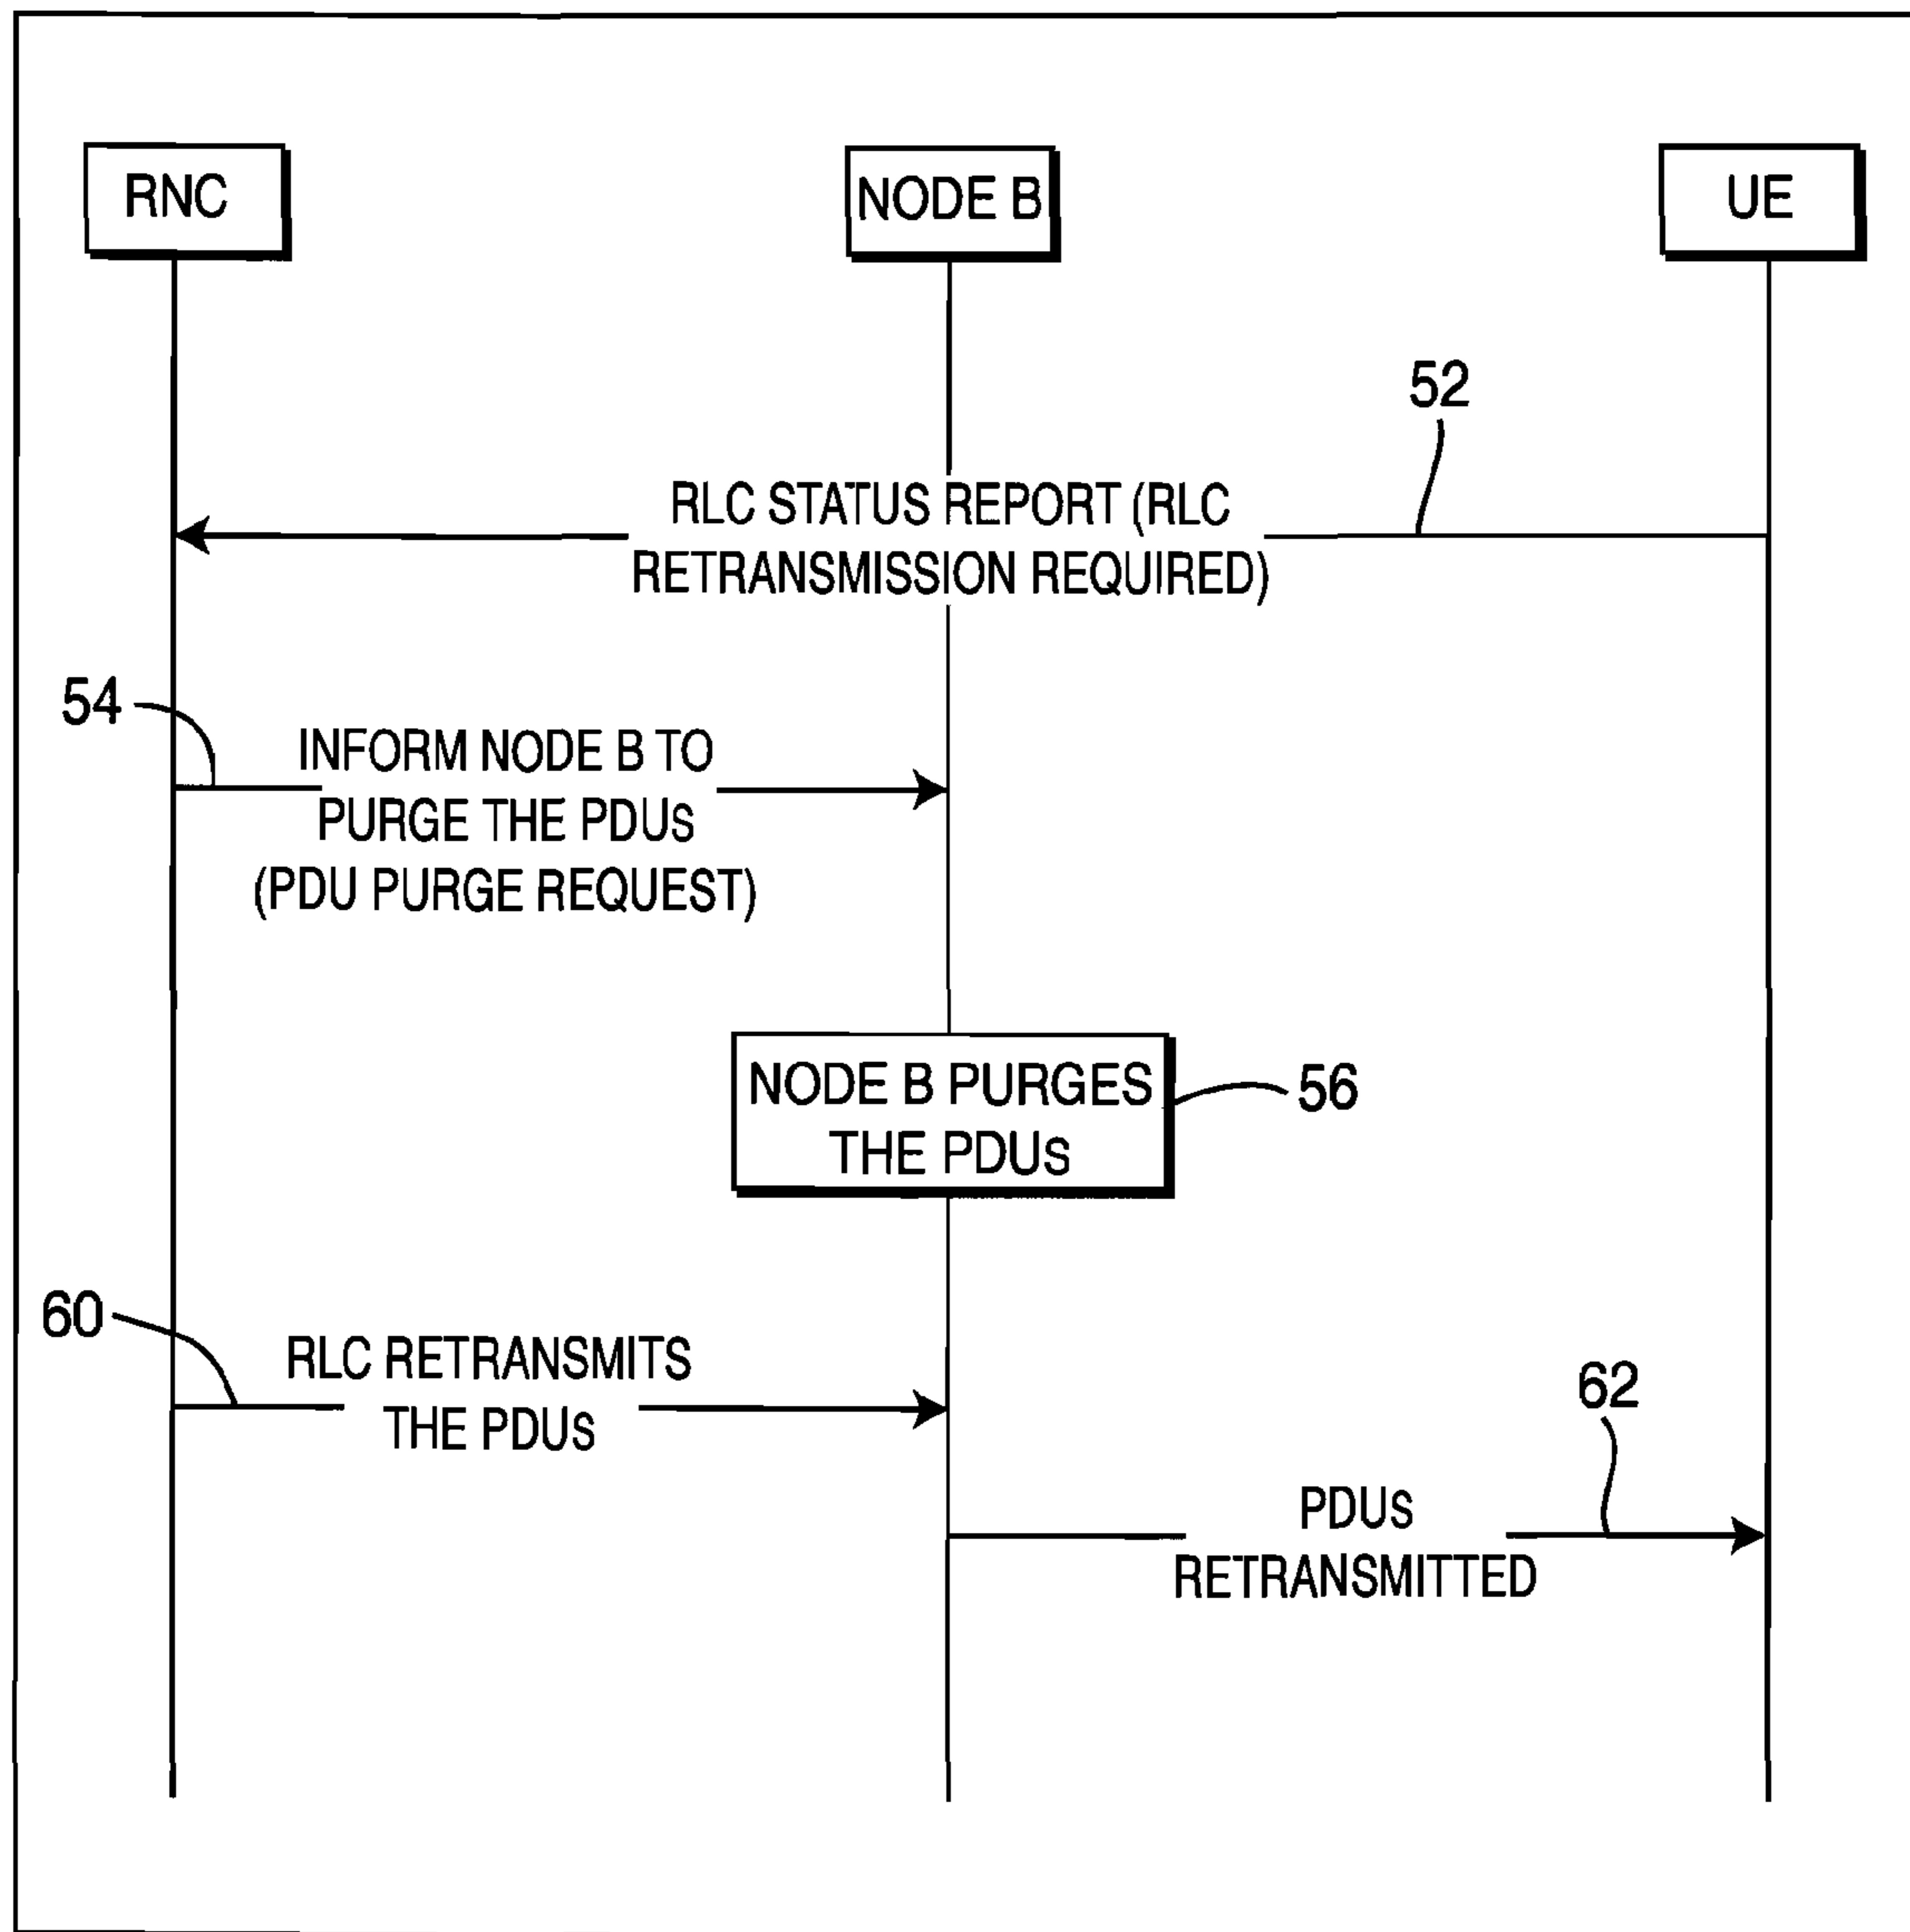 RNC
NODE B
UE
52
RLC STATUS REPORT (RLC
RETRANSMISSION REQUIRED)
54
INFORM NODE B TO
PURGE THE PDUs
(PDU PURGE REQUEST)
NODE B PURGES
THE PDUs
56
60
RLC RETRANSMITS
THE PDUS
62
PDUS
RETRANSMITTED